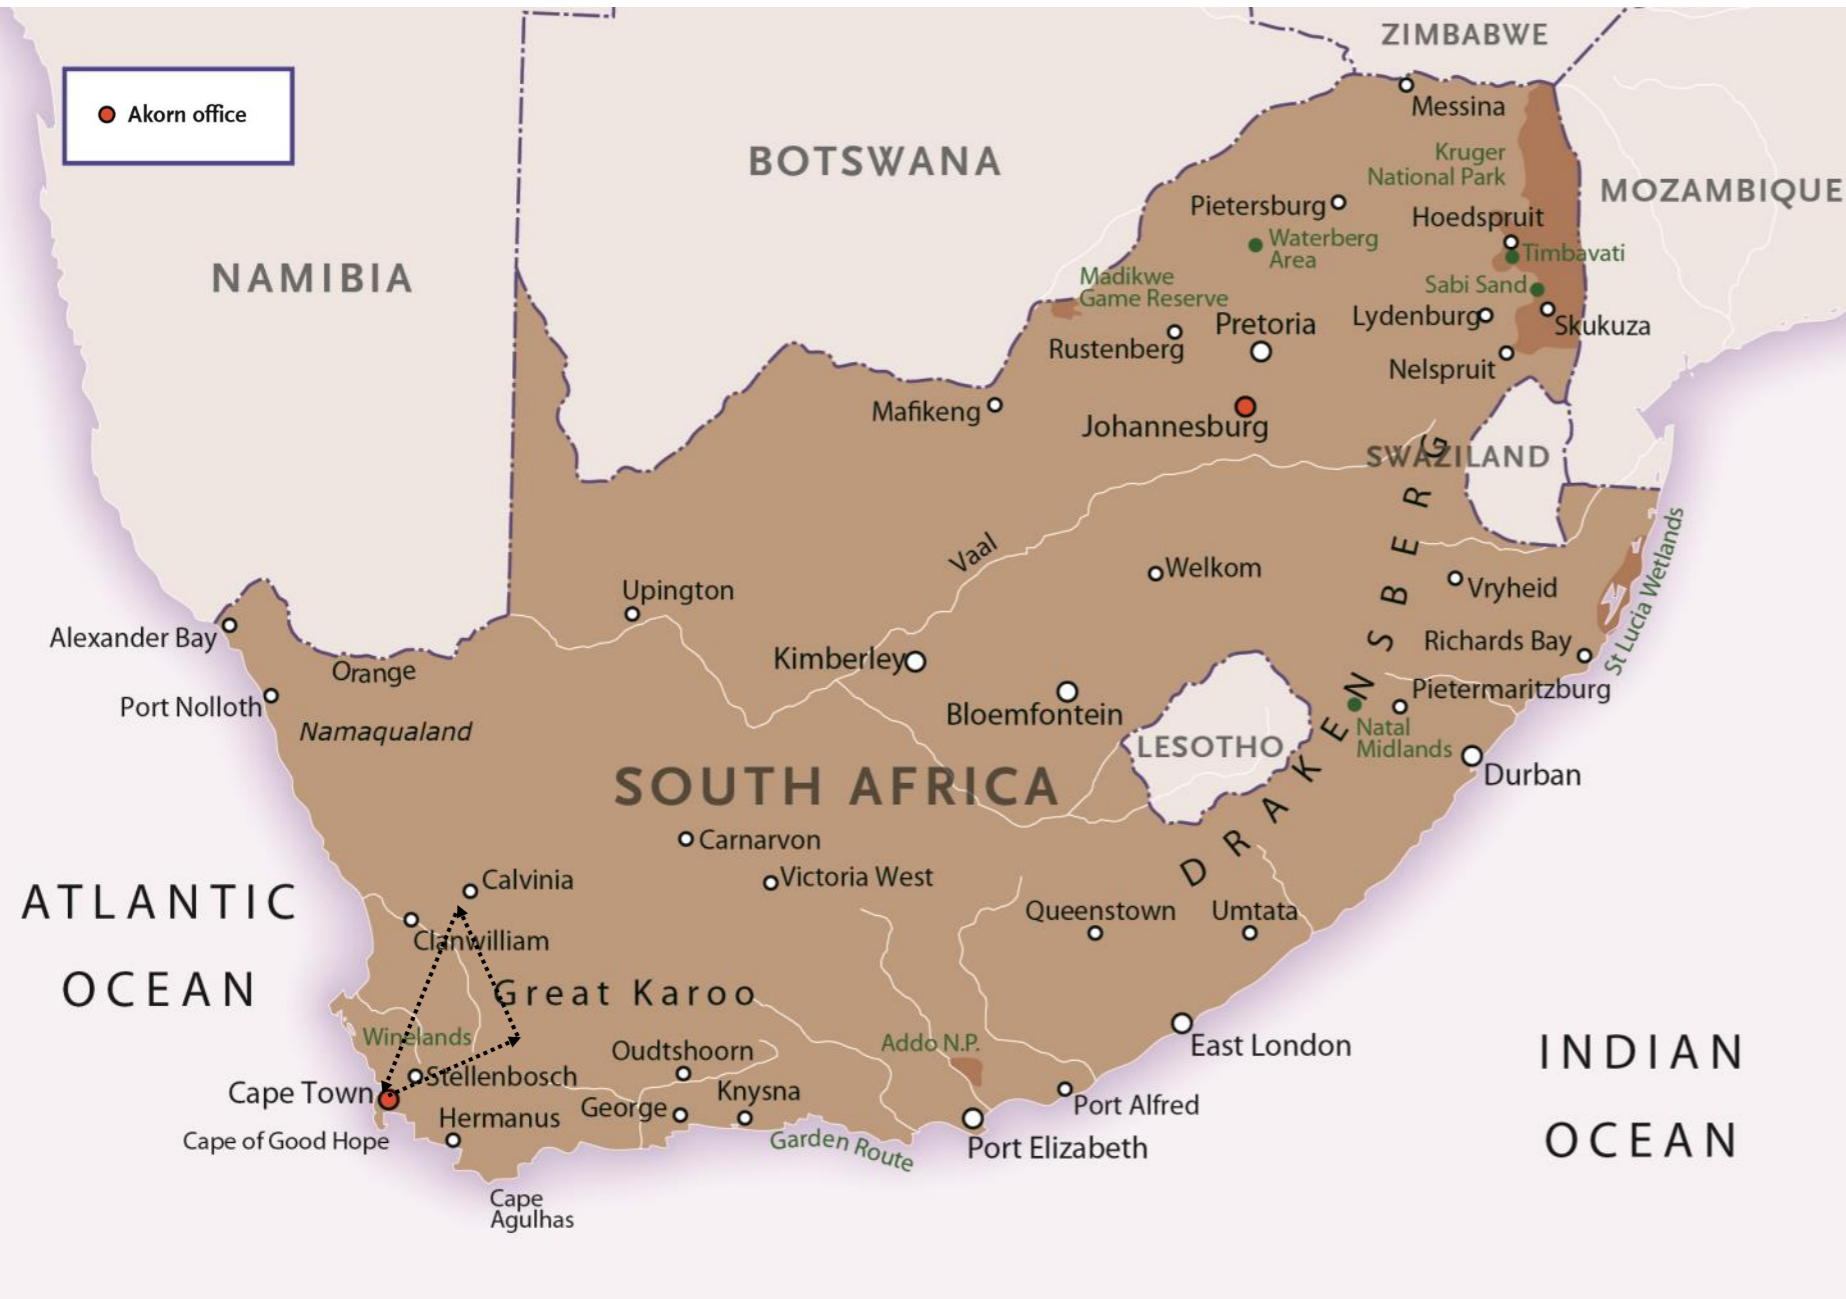 ZIMBABWE
Messina
Akorn office
BOTSWANA
Kruger
National Park
MOZAMBIQUE
Pietersburg
Hoedspruit
Waterberg
Area
Timbavati
NAMIBIA
Madikwe
Game Reserve
Sabi Sand
Pretoria
Lydenburg
Skukuza
Rustenberg
Nelspruit
Mafikeng
Johannesburg
SWAZILAND
DRAKENSBERG
Vaal
Welkom
Upington
Vryheid
St Lucia Wetlands
Alexander Bay
Richards Bay
Orange
Kimberley
Pietermaritzburg
Port Nolloth
Bloemfontein
Namaqualand
Natal
Midlands
LESOTHO
Durban
SOUTH AFRICA
Carnarvon
Calvinia
Victoria West
ATLANTIC
OCEAN
Queenstown
Umtata
Clanwilliam
Great Karoo
Winelands
Addo N.P.
East London
INDIAN
OCEAN
Oudtshoorn
Stellenbosch
Cape Town
Knysna
Port Alfred
George
Hermanus
Cape of Good Hope
Garden Route
Port Elizabeth
Cape
Agulhas